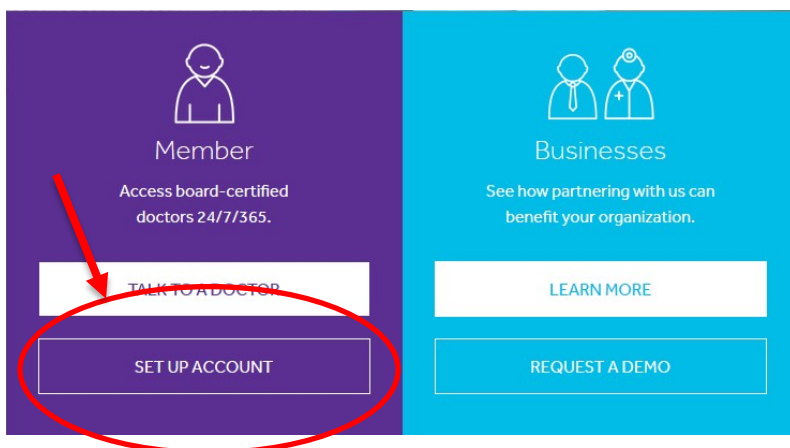 Member
Access board-certified
doctors 24/7/365.
TALK TO A DOCTOR
SET UP ACCOUNT
Businesses
See how partnering with us can
benefit your organization.
LEARN MORE
REQUEST A DEMO